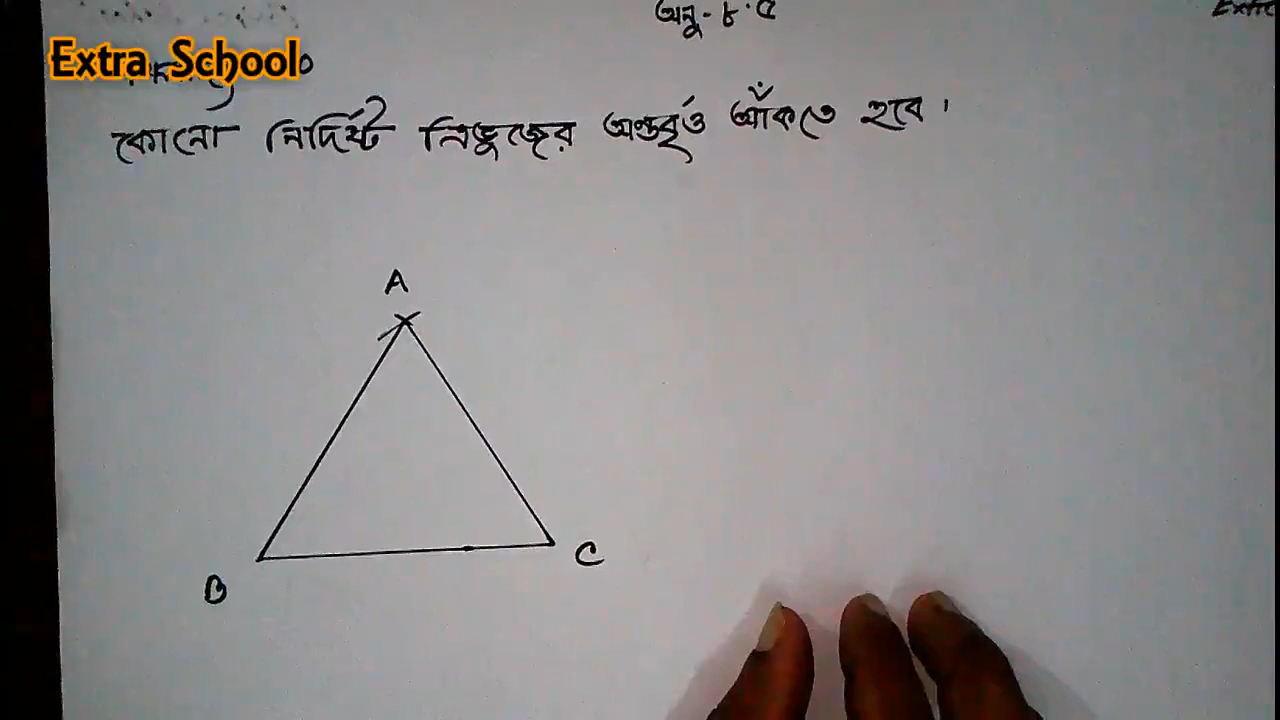 অনু - ৮.৫
Extra School
কোনো নির্দিষ্ট ত্রিভুজের অন্তর্বৃত্ত আঁকতে হবে।
A
B
C